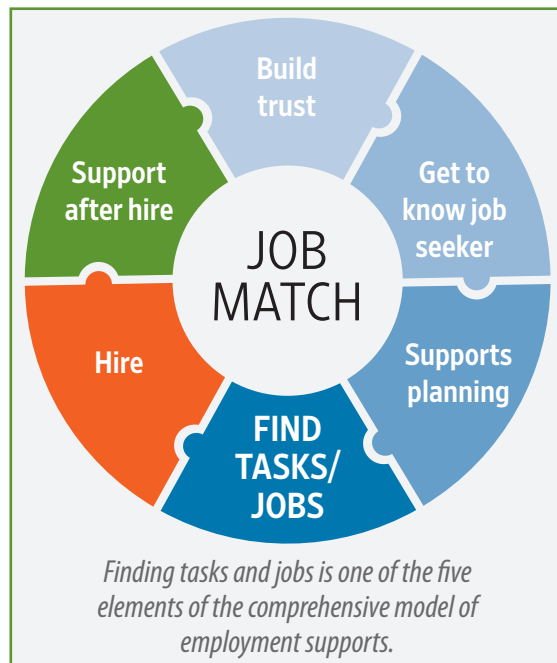 Build
trust
Get to
know job
seeker
Supports
planning
FIND
TASKS/
JOBS
Hire
Support
after hire
JOB
MATCH
Finding tasks and jobs is one of the five
elements of the comprehensive model of
employment supports.